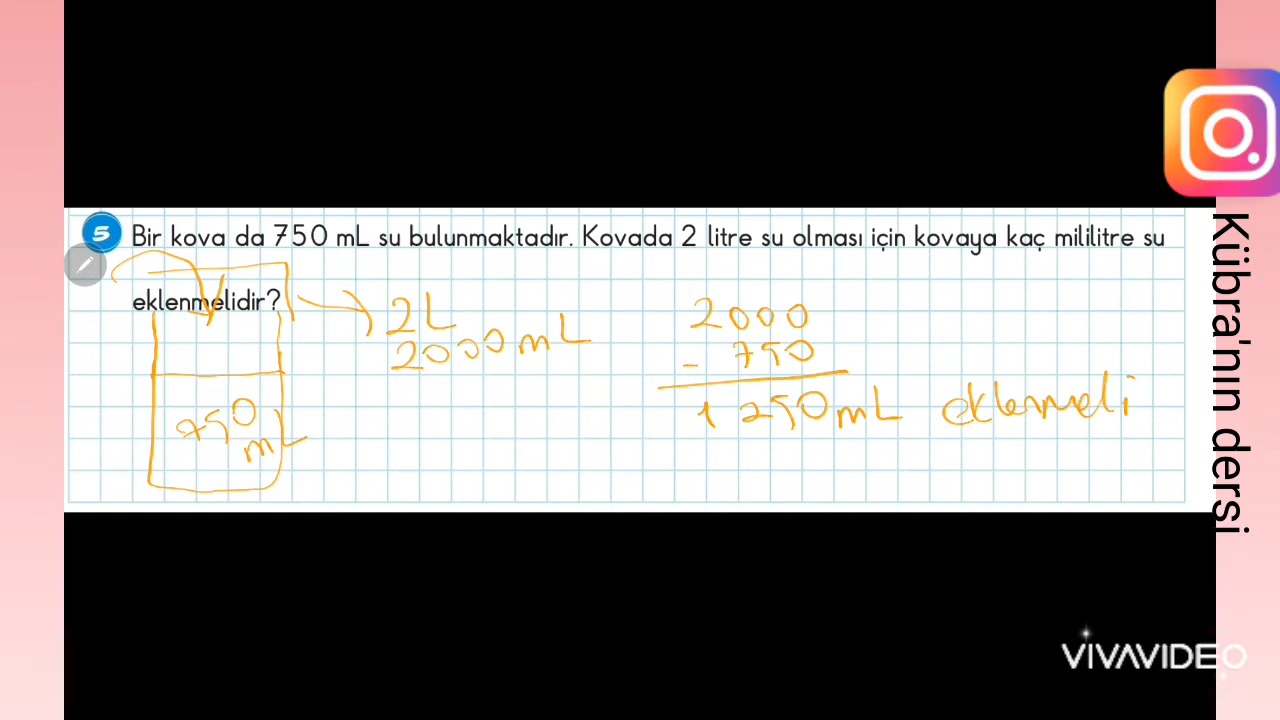 5 Bir kova da 750 mL su bulunmaktadır. Kovada 2 litre su olması için kovaya kaç mililitre su
eklenmelidir?
2L
2000 mL
750
mL
2000
- 750
1250 mL eklemeli
Kübra'nın dersi
VIVAVIDEO